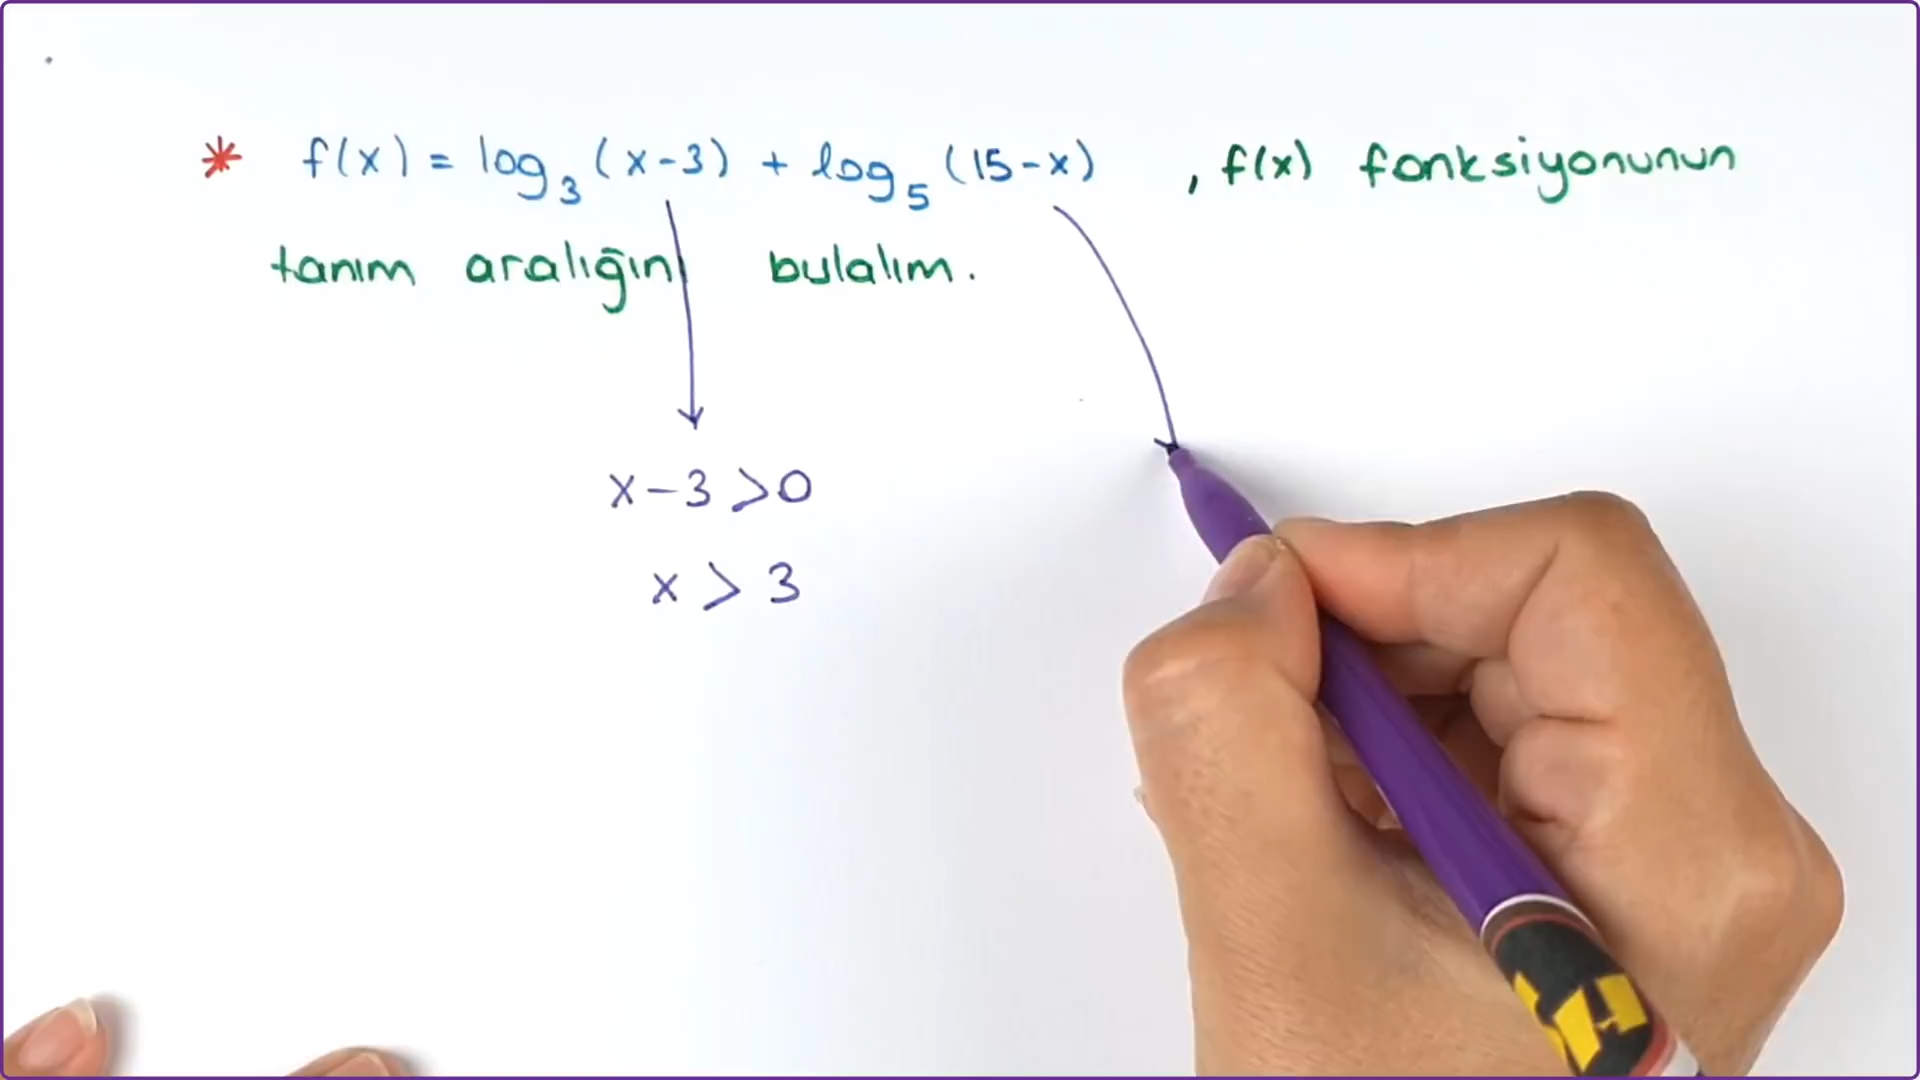 * f(x) = log₃ (x-3) + log₅ (15-x) , f(x) fonksiyonunun
tanım aralığını bulalım.
x-3 >0
x > 3